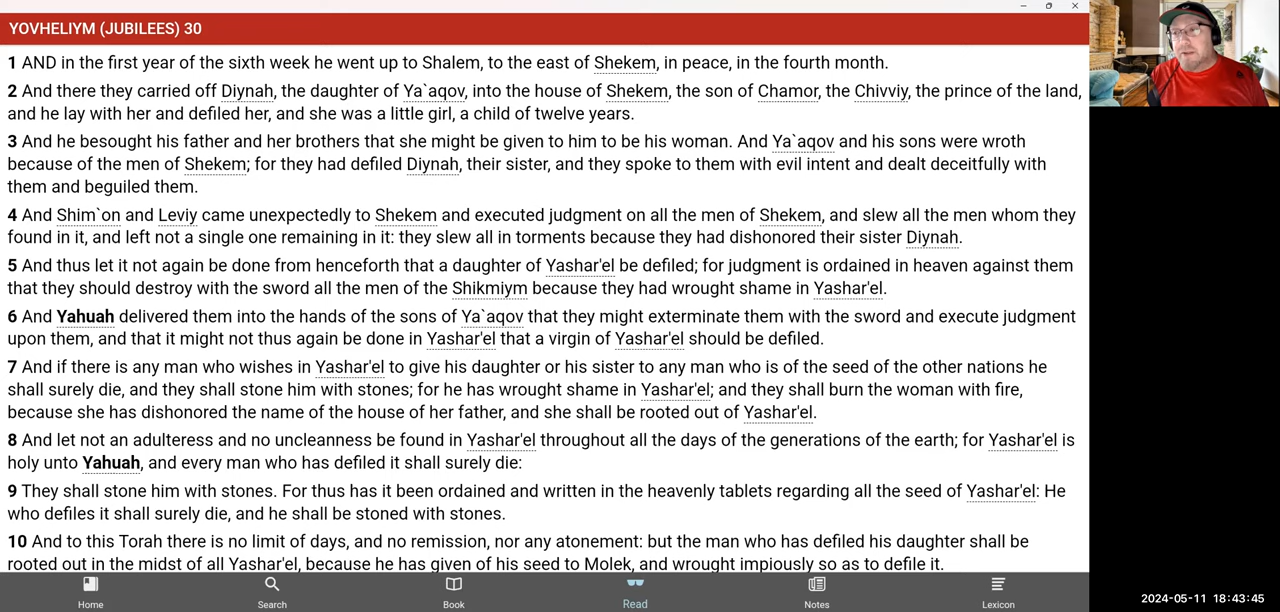 YOVHELIYM (JUBILEES) 30
1 AND in the first year of the sixth week he went up to Shalem, to the east of Shekem, in peace, in the fourth month.
2 And there they carried off Diynah, the daughter of Ya`aqov, into the house of Shekem, the son of Chamor, the Chivviy, the prince of the land,
and he lay with her and defiled her, and she was a little girl, a child of twelve years.
3 And he besought his father and her brothers that she might be given to him to be his woman. And Ya`aqov and his sons were wroth
because of the men of Shekem; for they had defiled Diynah, their sister, and they spoke to them with evil intent and dealt deceitfully with
them and beguiled them.
4 And Shim`on and Leviy came unexpectedly to Shekem and executed judgment on all the men of Shekem, and slew all the men whom they
found in it, and left not a single one remaining in it: they slew all in torments because they had dishonored their sister Diynah.
5 And thus let it not again be done from henceforth that a daughter of Yashar'el be defiled; for judgment is ordained in heaven against them
that they should destroy with the sword all the men of the Shikmiym because they had wrought shame in Yashar'el.
6 And Yahuah delivered them into the hands of the sons of Ya`aqov that they might exterminate them with the sword and execute judgment
upon them, and that it might not thus again be done in Yashar'el that a virgin of Yashar'el should be defiled.
7 And if there is any man who wishes in Yashar'el to give his daughter or his sister to any man who is of the seed of the other nations he
shall surely die, and they shall stone him with stones; for he has wrought shame in Yashar'el; and they shall burn the woman with fire,
because she has dishonored the name of the house of her father, and she shall be rooted out of Yashar'el.
8 And let not an adulteress and no uncleanness be found in Yashar'el throughout all the days of the generations of the earth; for Yashar'el is
holy unto Yahuah, and every man who has defiled it shall surely die:
9 They shall stone him with stones. For thus has it been ordained and written in the heavenly tablets regarding all the seed of Yashar'el: He
who defiles it shall surely die, and he shall be stoned with stones.
10 And to this Torah there is no limit of days, and no remission, nor any atonement: but the man who has defiled his daughter shall be
rooted out in the midst of all Yashar'el, because he has given of his seed to Molek, and wrought impiously so as to defile it.
Home Search Book Read Notes Lexicon
2024-05-11 18:43:45